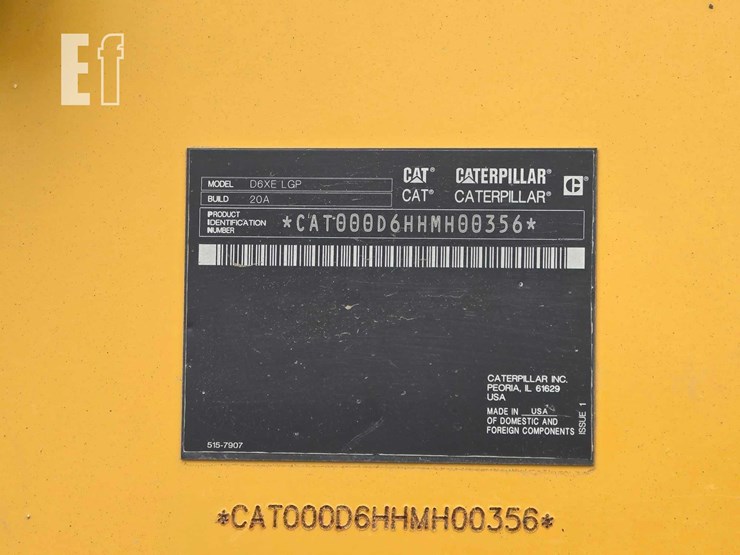 Ef
CAT® CATERPILLAR®
MODEL D6XE LGP
CAT® CATERPILLAR®
BUILD 20A
PRODUCT IDENTIFICATION NUMBER *CAT000D6HHMH00356*
CATERPILLAR INC.
PEORIA, IL 61629
USA
MADE IN USA
OF DOMESTIC AND
FOREIGN COMPONENTS
ISSUE 1
515-7907
*CAT000D6HHMH00356*